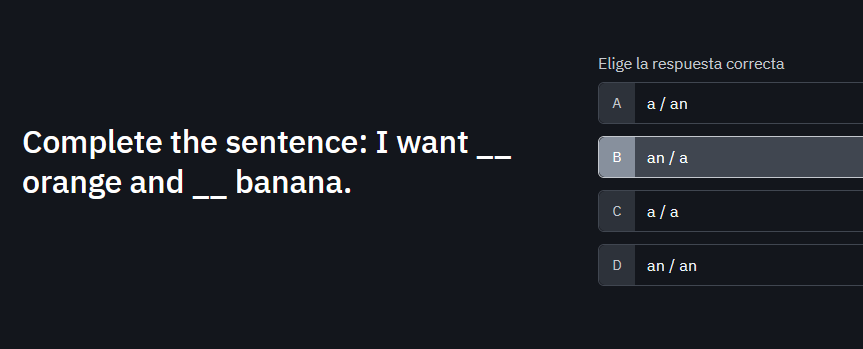 Complete the sentence: I want __
orange and __ banana.
Elige la respuesta correcta
A a / an
B an / a
C a / a
D an / an